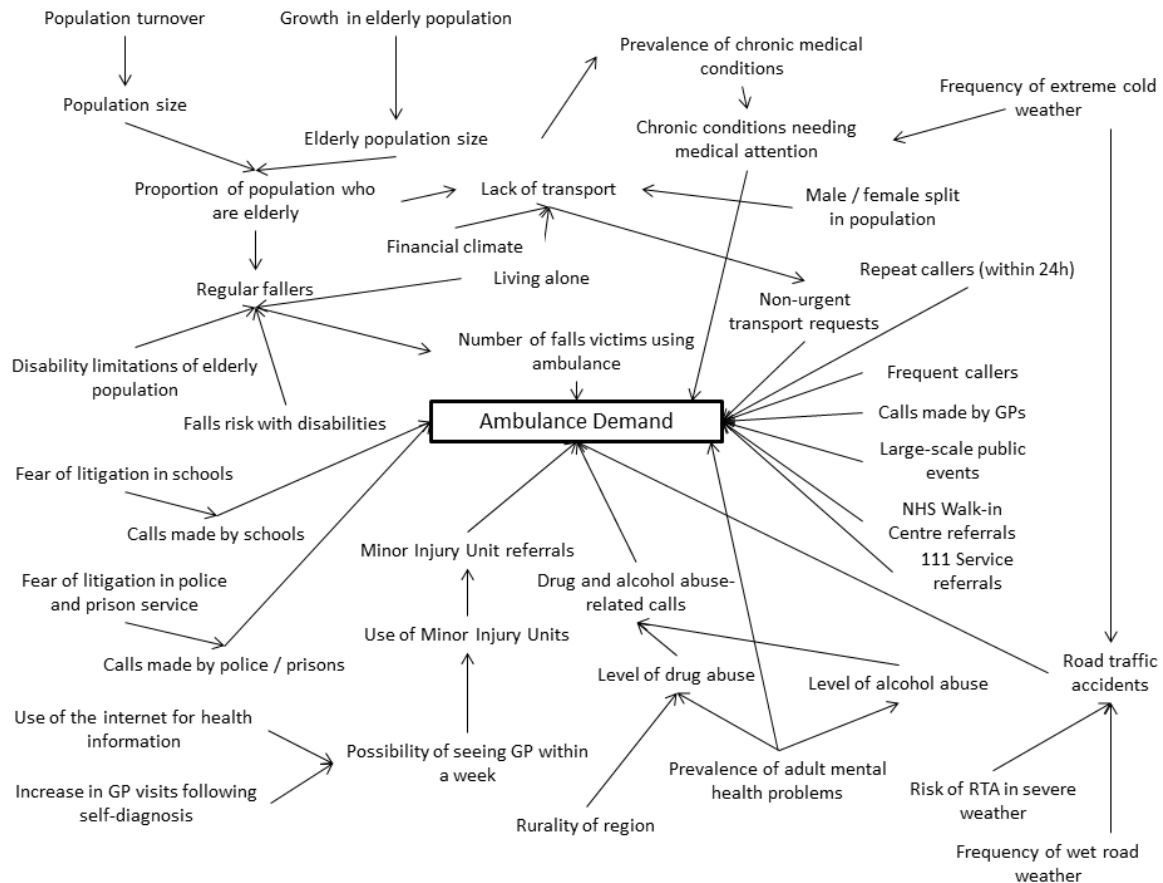 Population turnover
Growth in elderly population
Prevalence of chronic medical
conditions
Frequency of extreme cold
weather
Population size
Elderly population size
Chronic conditions needing
medical attention
Proportion of population who
are elderly
Lack of transport
Male / female split
in population
Financial climate
Living alone
Repeat callers (within 24h)
Regular fallers
Non-urgent
transport requests
Number of falls victims using
ambulance
Disability limitations of elderly
population
Frequent callers
Falls risk with disabilities
Ambulance Demand
Calls made by GPs
Large-scale public
events
Fear of litigation in schools
Calls made by schools
NHS Walk-in
Centre referrals
111 Service
referrals
Minor Injury Unit referrals
Drug and alcohol abuse-
related calls
Fear of litigation in police
and prison service
Use of Minor Injury Units
Calls made by police / prisons
Level of drug abuse
Level of alcohol abuse
Road traffic
accidents
Use of the internet for health
information
Possibility of seeing GP within
a week
Prevalence of adult mental
health problems
Increase in GP visits following
self-diagnosis
Risk of RTA in severe
weather
Rurality of region
Frequency of wet road
weather